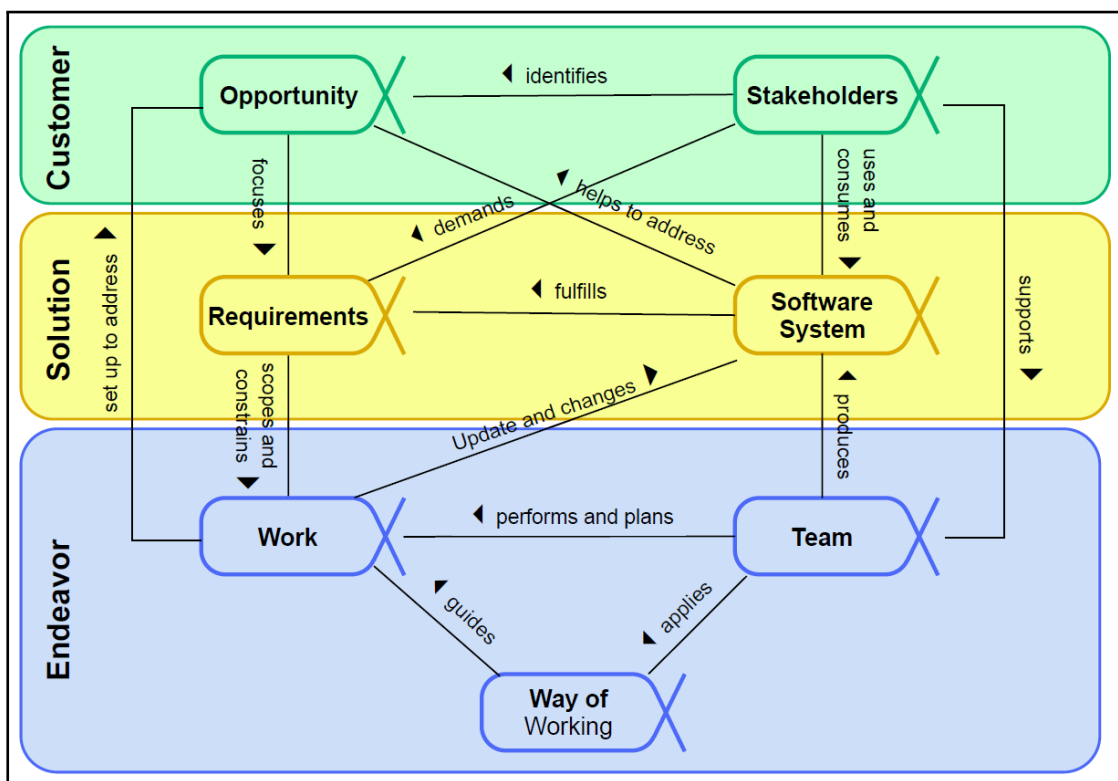 Customer
Opportunity
identifies
Stakeholders
focuses
demands
helps to address
uses and
consumes
Solution
set up to address
Requirements
fulfills
Software
System
supports
scopes and
constrains
Update and changes
produces
Endeavor
Work
performs and plans
Team
guides
applies
Way of
Working